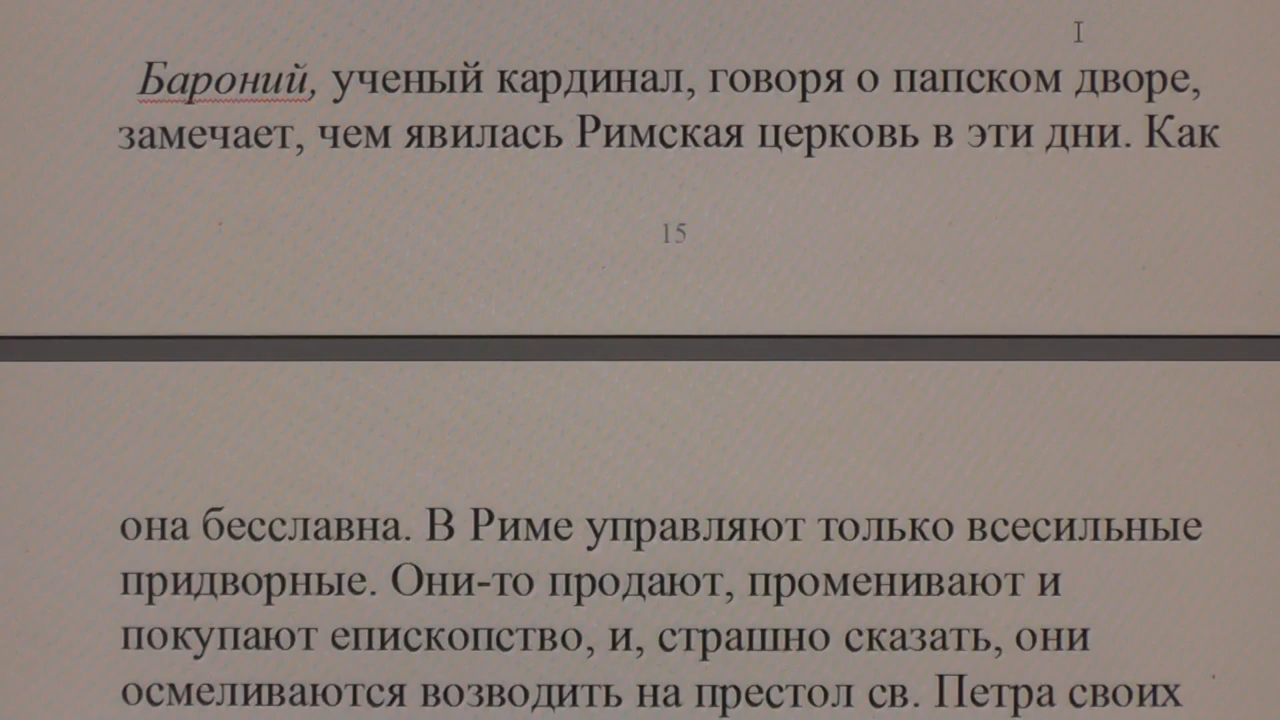 Бароний, ученый кардинал, говоря о папском дворе,
замечает, чем явилась Римская церковь в эти дни. Как
15
она бесславна. В Риме управляют только всесильные
придворные. Они-то продают, променивают и
покупают епископство, и, страшно сказать, они
осмеливаются возводить на престол св. Петра своих